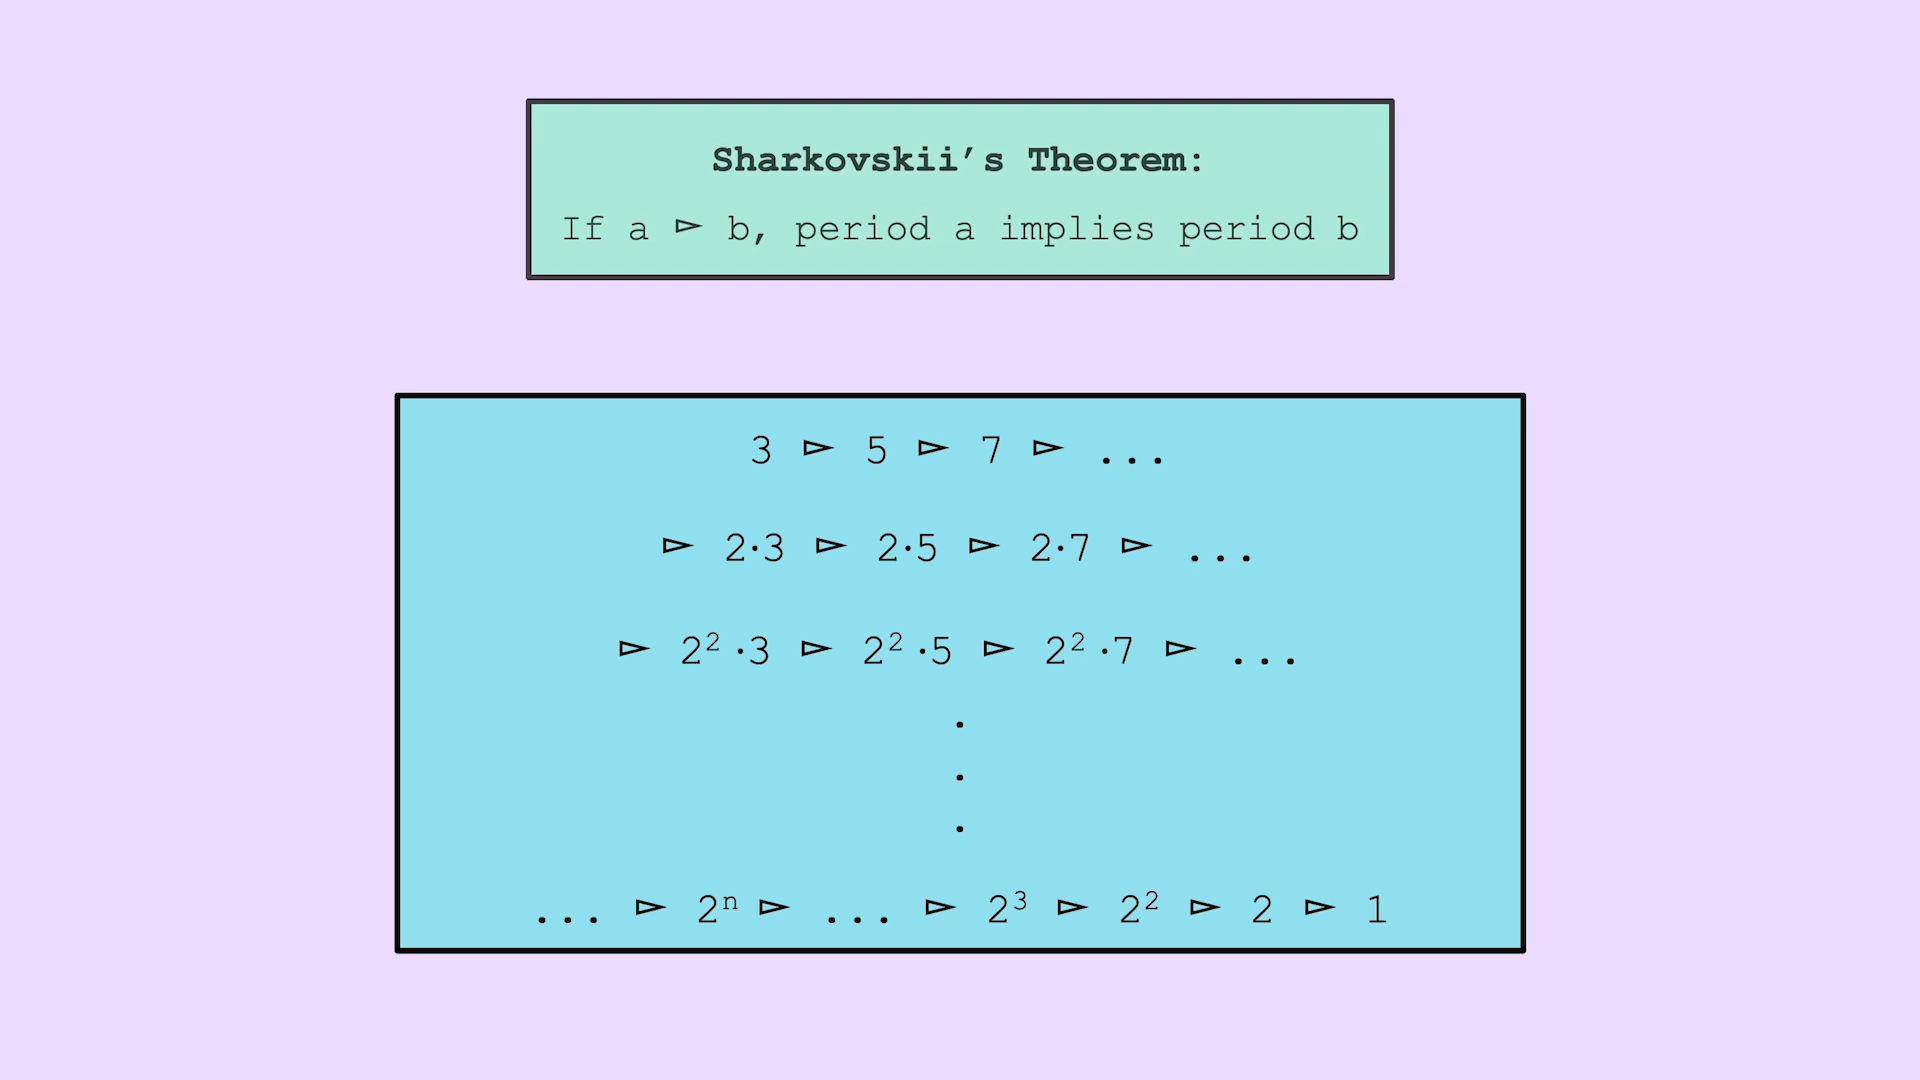 Sharkovskii’s Theorem:
If a ⊳ b, period a implies period b
3 ⊳ 5 ⊳ 7 ⊳ ...
⊳ 2·3 ⊳ 2·5 ⊳ 2·7 ⊳ ...
⊳ 2²·3 ⊳ 2²·5 ⊳ 2²·7 ⊳ ...
.
.
.
... ⊳ 2ⁿ ⊳ ... ⊳ 2³ ⊳ 2² ⊳ 2 ⊳ 1